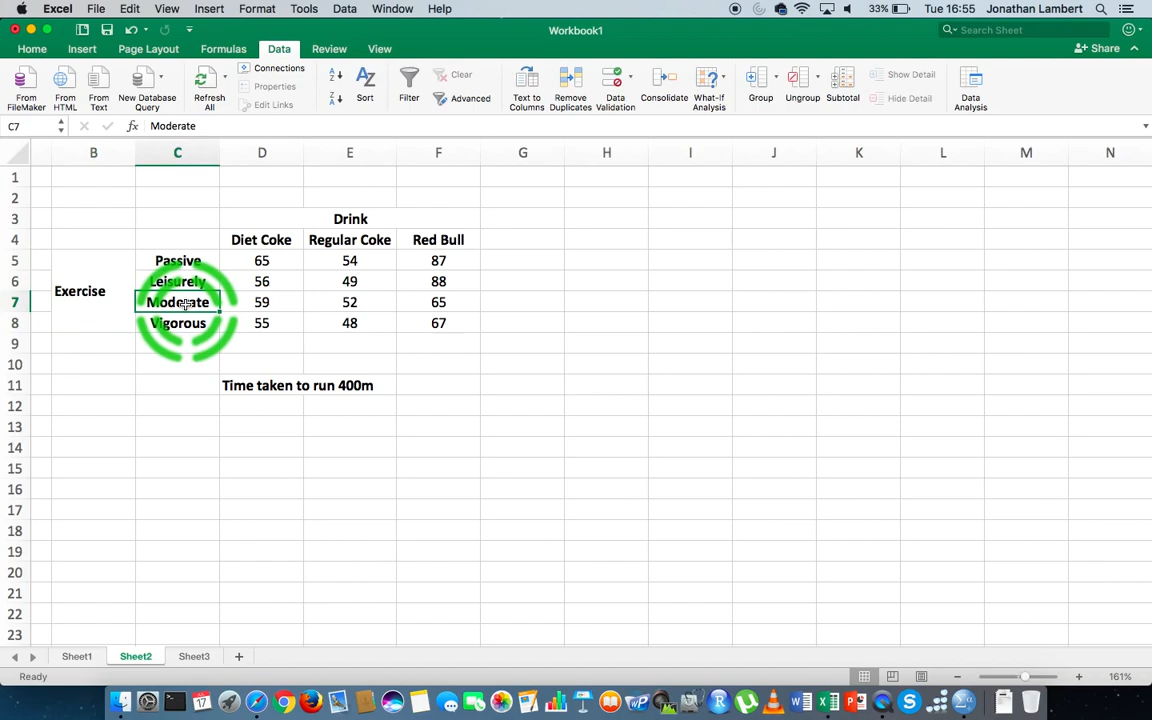 Excel File Edit View Insert Format Tools Data Window Help 33% Tue 16:55 Jonathan Lambert
Workbook1 Search Sheet
Home Insert Page Layout Formulas Data Review View Share
From FileMaker From HTML From Text New Database Query Refresh All Connections Properties Edit Links Sort Filter Clear Advanced Text to Columns Remove Duplicates Data Validation Consolidate What-If Analysis Group Ungroup Subtotal Show Detail Hide Detail Data Analysis
C7 fx Moderate
B C D E F G H I J K L M N
1
2
3 Drink
4 Diet Coke Regular Coke Red Bull
5 Passive 65 54 87
6 Leisurely 56 49 88
Exercise
7 Moderate 59 52 65
8 Vigorous 55 48 67
9
10
11 Time taken to run 400m
12
13
14
15
16
17
18
19
20
21
22
23
Sheet1 Sheet2 Sheet3 +
Ready 161%